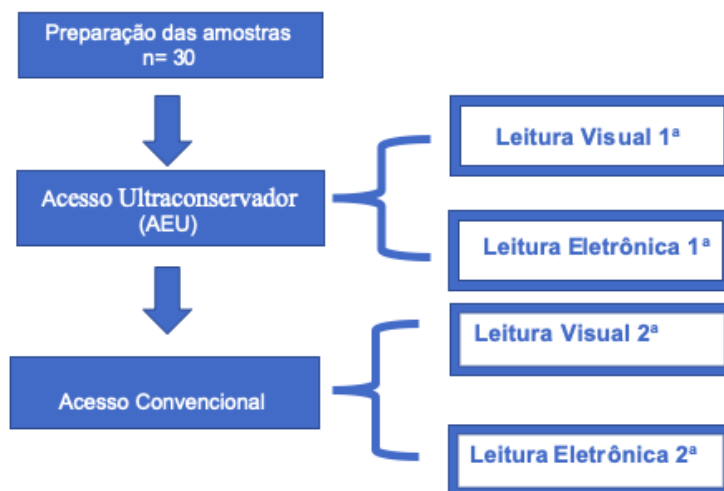 Preparação das amostras
n= 30
Leitura Visual 1ª
Acesso Ultraconservador
(AEU)
Leitura Eletrônica 1ª
Leitura Visual 2ª
Acesso Convencional
Leitura Eletrônica 2ª